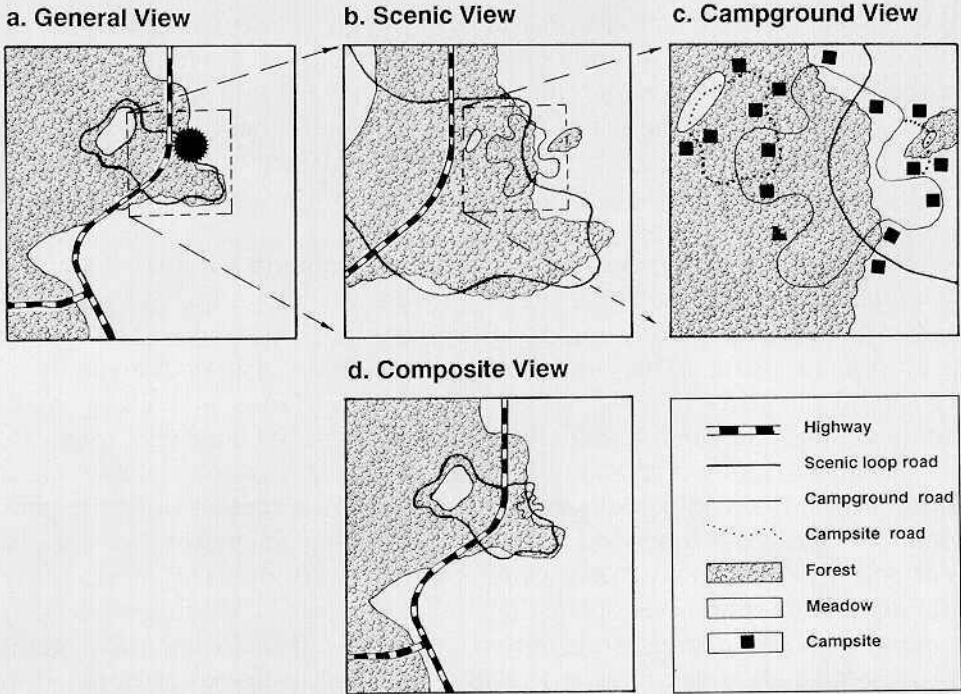 a. General View
b. Scenic View
c. Campground View
d. Composite View
Highway
Scenic loop road
Campground road
Campsite road
Forest
Meadow
Campsite